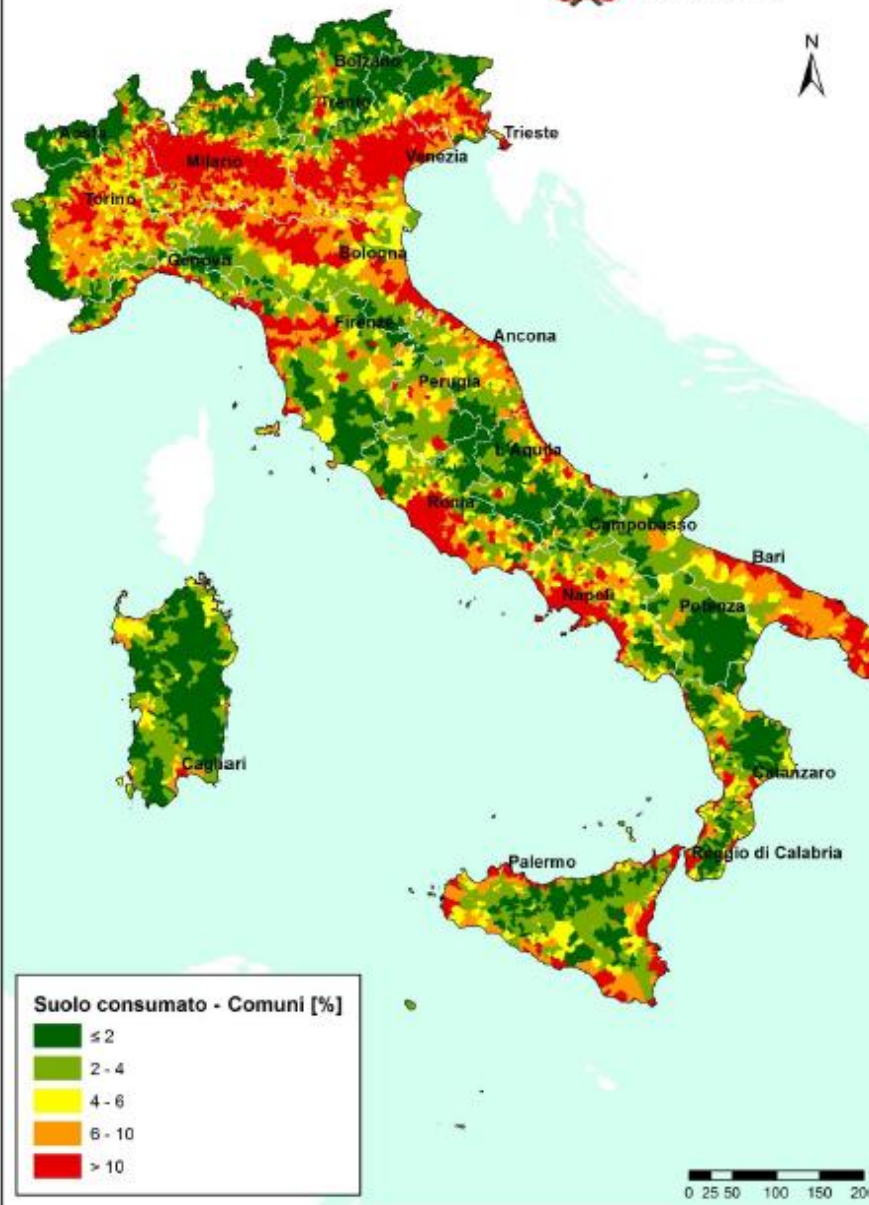 N
Bolzano
Trento
Aosta
Trieste
Milano
Venezia
Torino
Genova
Bologna
Firenze
Ancona
Perugia
L'Aquila
Roma
Campobasso
Bari
Napoli
Potenza
Cagliari
Catanzaro
Palermo
Reggio di Calabria
Suolo consumato - Comuni [%]
≤ 2
2 - 4
4 - 6
6 - 10
> 10
0 25 50 100 150